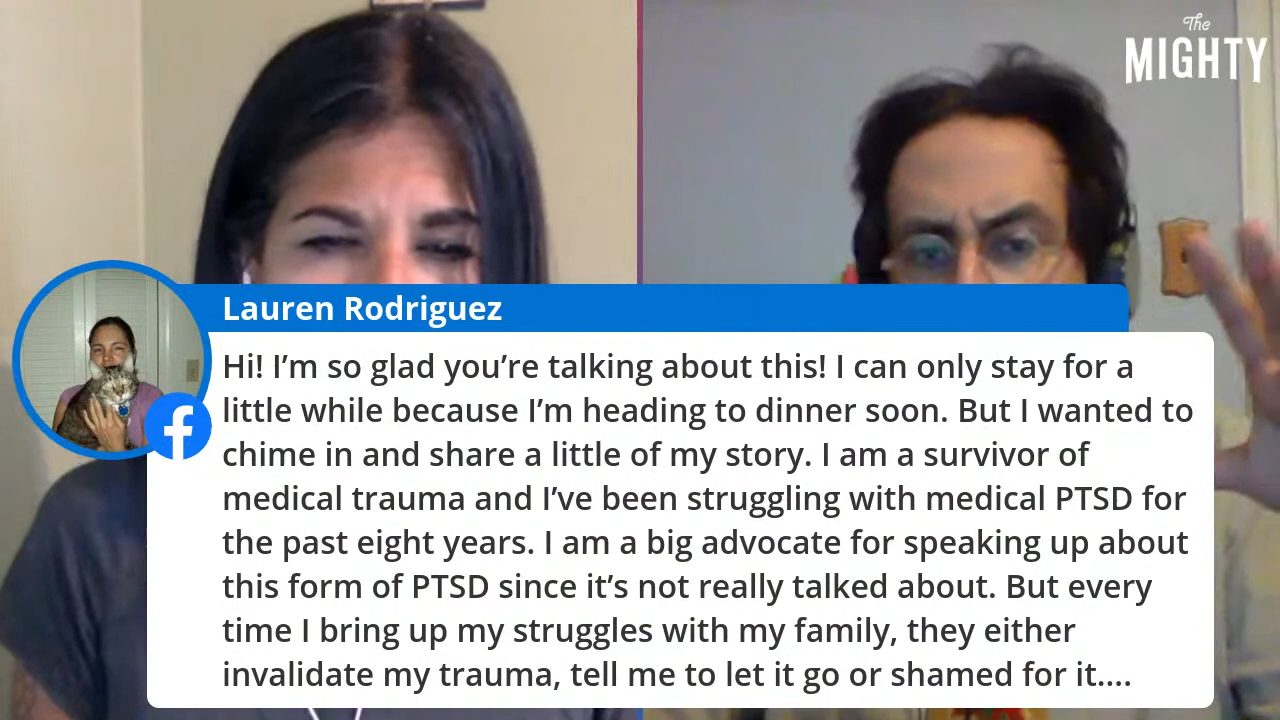 The
MIGHTY
Lauren Rodriguez
Hi! I’m so glad you’re talking about this! I can only stay for a
little while because I’m heading to dinner soon. But I wanted to
chime in and share a little of my story. I am a survivor of
medical trauma and I’ve been struggling with medical PTSD for
the past eight years. I am a big advocate for speaking up about
this form of PTSD since it’s not really talked about. But every
time I bring up my struggles with my family, they either
invalidate my trauma, tell me to let it go or shamed for it....